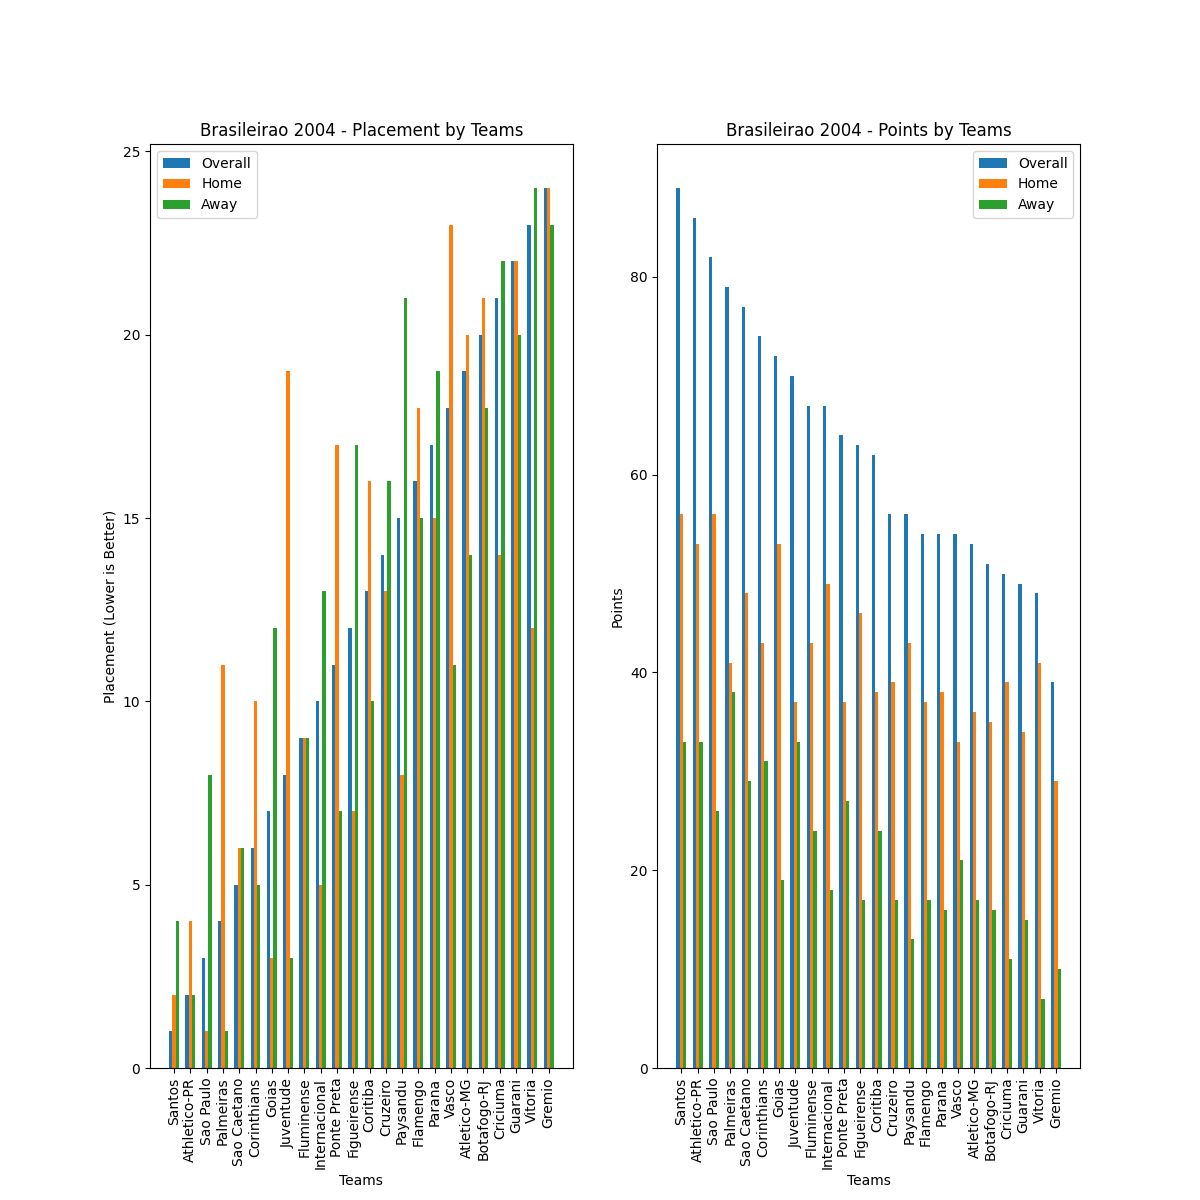 Brasileirao 2004 - Placement by Teams
Overall
Home
Away
Placement (Lower is Better)
25
20
15
10
5
0
Santos
Athletico-PR
Sao Paulo
Palmeiras
Sao Caetano
Corinthians
Goias
Juventude
Fluminense
Internacional
Ponte Preta
Figueirense
Coritiba
Cruzeiro
Paysandu
Flamengo
Parana
Vasco
Atletico-MG
Botafogo-RJ
Criciuma
Guarani
Vitoria
Gremio
Teams
Brasileirao 2004 - Points by Teams
Overall
Home
Away
Points
80
60
40
20
0
Santos
Athletico-PR
Sao Paulo
Palmeiras
Sao Caetano
Corinthians
Goias
Juventude
Fluminense
Internacional
Ponte Preta
Figueirense
Coritiba
Cruzeiro
Paysandu
Flamengo
Parana
Vasco
Atletico-MG
Botafogo-RJ
Criciuma
Guarani
Vitoria
Gremio
Teams